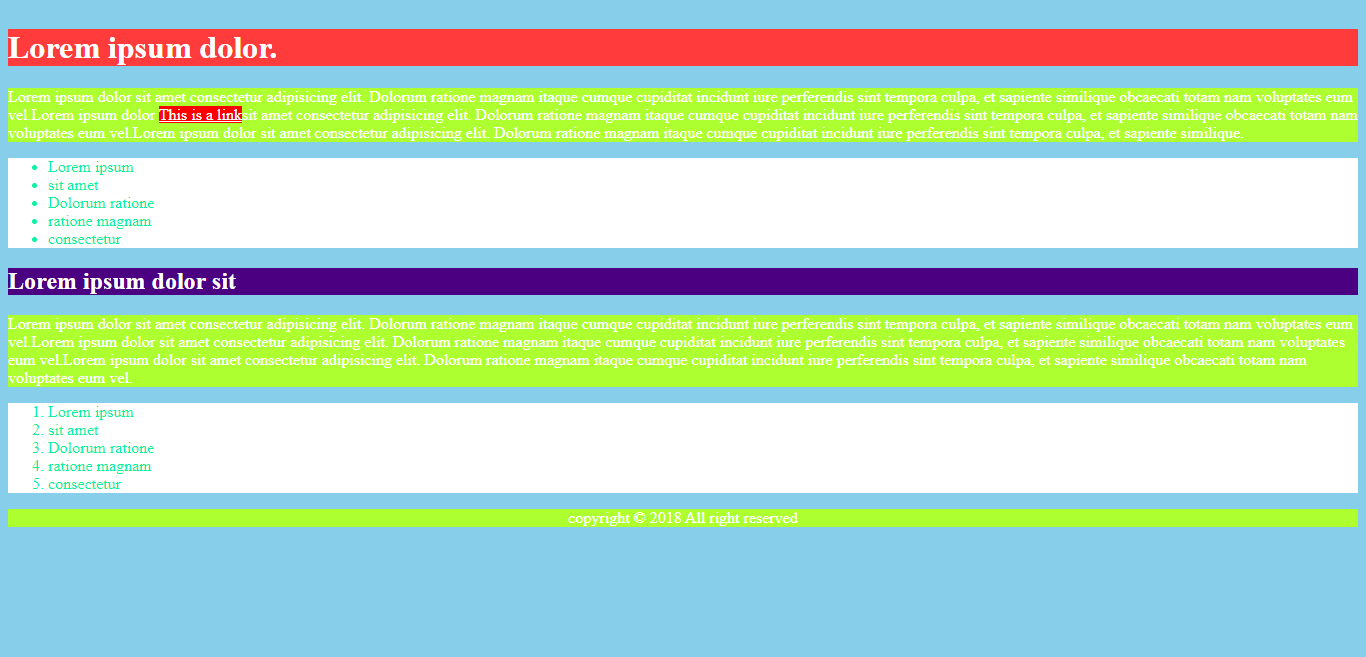 Lorem ipsum dolor.
Lorem ipsum dolor sit amet consectetur adipisicing elit. Dolorum ratione magnam itaque cumque cupiditat incidunt iure perferendis sint tempora culpa, et sapiente similique obcaecati totam nam voluptates eum
vel.Lorem ipsum dolor This is a linksit amet consectetur adipisicing elit. Dolorum ratione magnam itaque cumque cupiditat incidunt iure perferendis sint tempora culpa, et sapiente similique obcaecati totam nam
voluptates eum vel.Lorem ipsum dolor sit amet consectetur adipisicing elit. Dolorum ratione magnam itaque cumque cupiditat incidunt iure perferendis sint tempora culpa, et sapiente similique.
• Lorem ipsum
• sit amet
• Dolorum ratione
• ratione magnam
• consectetur
Lorem ipsum dolor sit
Lorem ipsum dolor sit amet consectetur adipisicing elit. Dolorum ratione magnam itaque cumque cupiditat incidunt iure perferendis sint tempora culpa, et sapiente similique obcaecati totam nam voluptates eum
vel.Lorem ipsum dolor sit amet consectetur adipisicing elit. Dolorum ratione magnam itaque cumque cupiditat incidunt iure perferendis sint tempora culpa, et sapiente similique obcaecati totam nam voluptates
eum vel.Lorem ipsum dolor sit amet consectetur adipisicing elit. Dolorum ratione magnam itaque cumque cupiditat incidunt iure perferendis sint tempora culpa, et sapiente similique obcaecati totam nam
voluptates eum vel.
1. Lorem ipsum
2. sit amet
3. Dolorum ratione
4. ratione magnam
5. consectetur
copyright © 2018 All right reserved